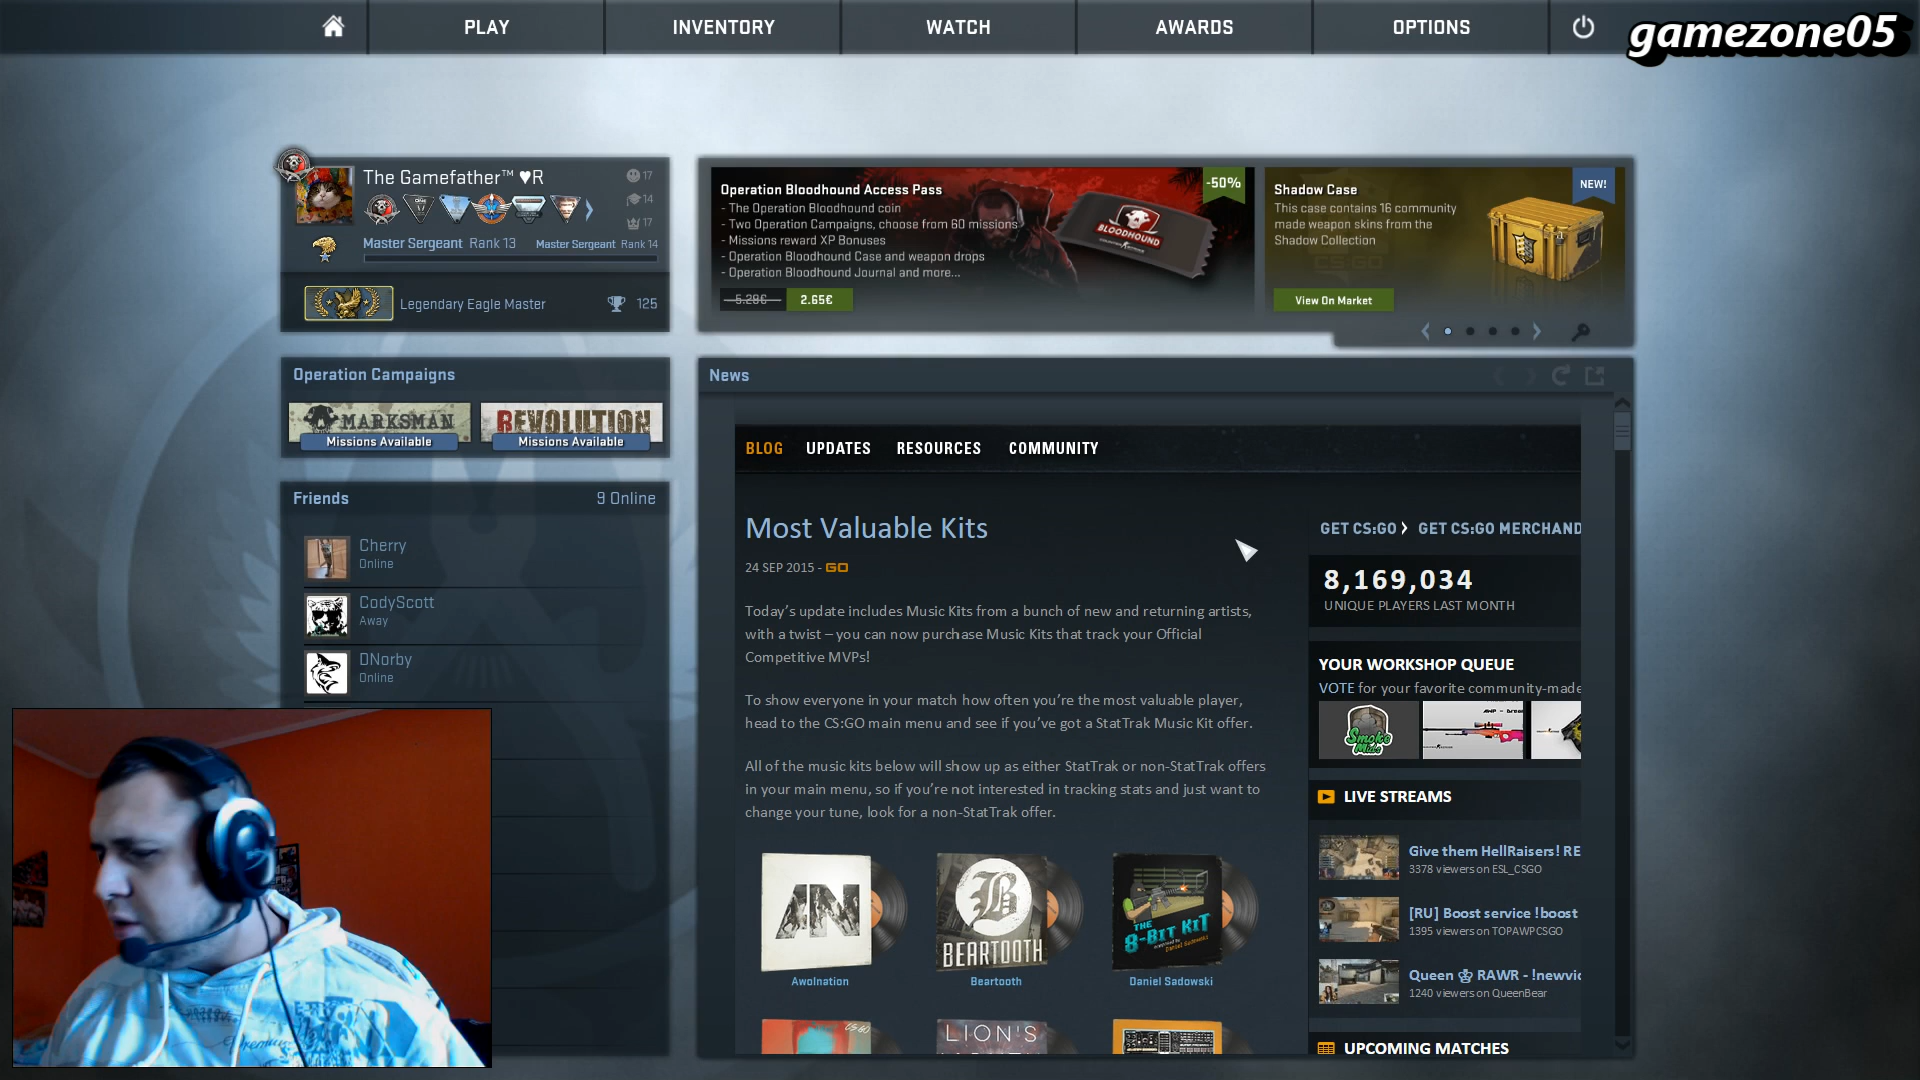 PLAY
INVENTORY
WATCH
AWARDS
OPTIONS
gamezone05
The Gamefather™ ♥R
17
14
17
Master Sergeant Rank 13
Master Sergeant Rank 14
Legendary Eagle Master
125
Operation Bloodhound Access Pass
- The Operation Bloodhound coin
- Two Operation Campaigns, choose from 60 missions
- Missions reward XP Bonuses
- Operation Bloodhound Case and weapon drops
- Operation Bloodhound Journal and more...
5.29€
2.65€
-50%
BLOODHOUND
Shadow Case
This case contains 16 community
made weapon skins from the
Shadow Collection
NEW!
View On Market
Operation Campaigns
MARKSMAN
Missions Available
REVOLUTION
Missions Available
Friends
9 Online
Cherry
Online
CodyScott
Away
DNorby
Online
News
BLOG
UPDATES
RESOURCES
COMMUNITY
Most Valuable Kits
24 SEP 2015 - GO
Today's update includes Music Kits from a bunch of new and returning artists,
with a twist – you can now purchase Music Kits that track your Official
Competitive MVPs!
To show everyone in your match how often you're the most valuable player,
head to the CS:GO main menu and see if you've got a StatTrak Music Kit offer.
All of the music kits below will show up as either StatTrak or non-StatTrak offers
in your main menu, so if you're not interested in tracking stats and just want to
change your tune, look for a non-StatTrak offer.
AN
BEARTOOTH
THE
8-BIT KIT
Daniel Sadowski
Awolnation
Beartooth
Daniel Sadowski
CS:GO
LION'S
GET CS:GO
GET CS:GO MERCHAND
8,169,034
UNIQUE PLAYERS LAST MONTH
YOUR WORKSHOP QUEUE
VOTE for your favorite community-made
Smoke
LIVE STREAMS
Give them HellRaisers! RE
3378 viewers on ESL_CSGO
[RU] Boost service !boost
1395 viewers on TOPAWPCSGO
Queen ♔ RAWR - !newvid
1240 viewers on QueenBear
UPCOMING MATCHES